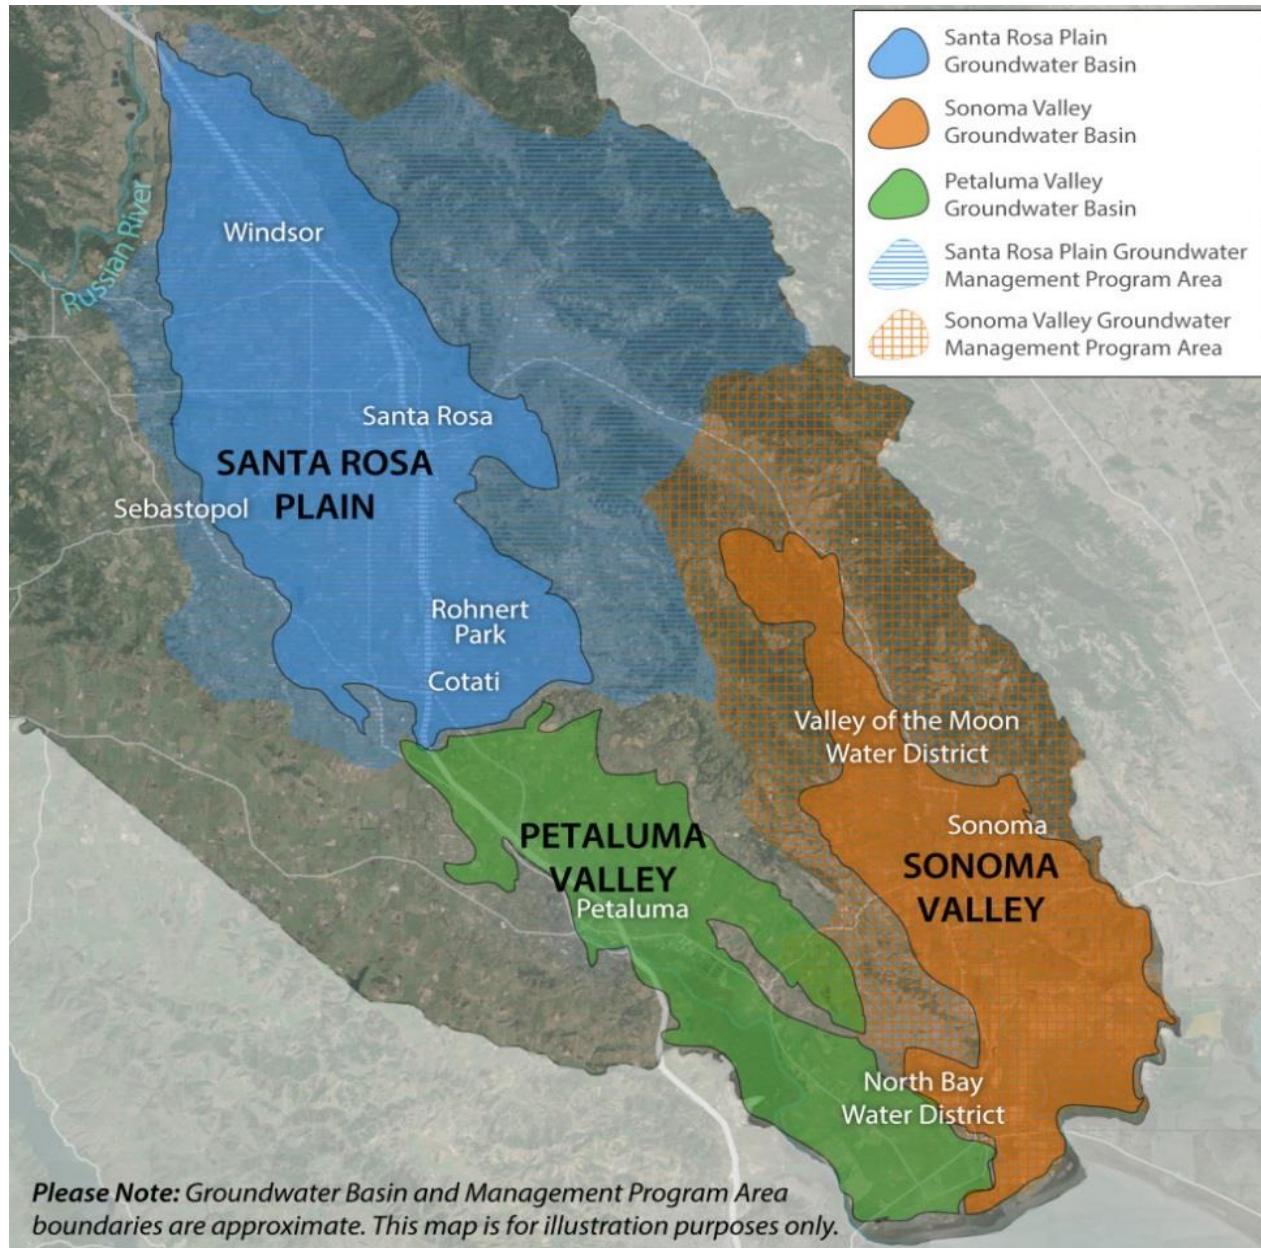 Santa Rosa Plain
Groundwater Basin
Sonoma Valley
Groundwater Basin
Petaluma Valley
Groundwater Basin
Santa Rosa Plain Groundwater
Management Program Area
Sonoma Valley Groundwater
Management Program Area
Russian River
Windsor
Santa Rosa
SANTA ROSA
PLAIN
Sebastopol
Rohnert
Park
Cotati
Valley of the Moon
Water District
PETALUMA
VALLEY
Petaluma
Sonoma
SONOMA
VALLEY
North Bay
Water District
Please Note: Groundwater Basin and Management Program Area
boundaries are approximate. This map is for illustration purposes only.